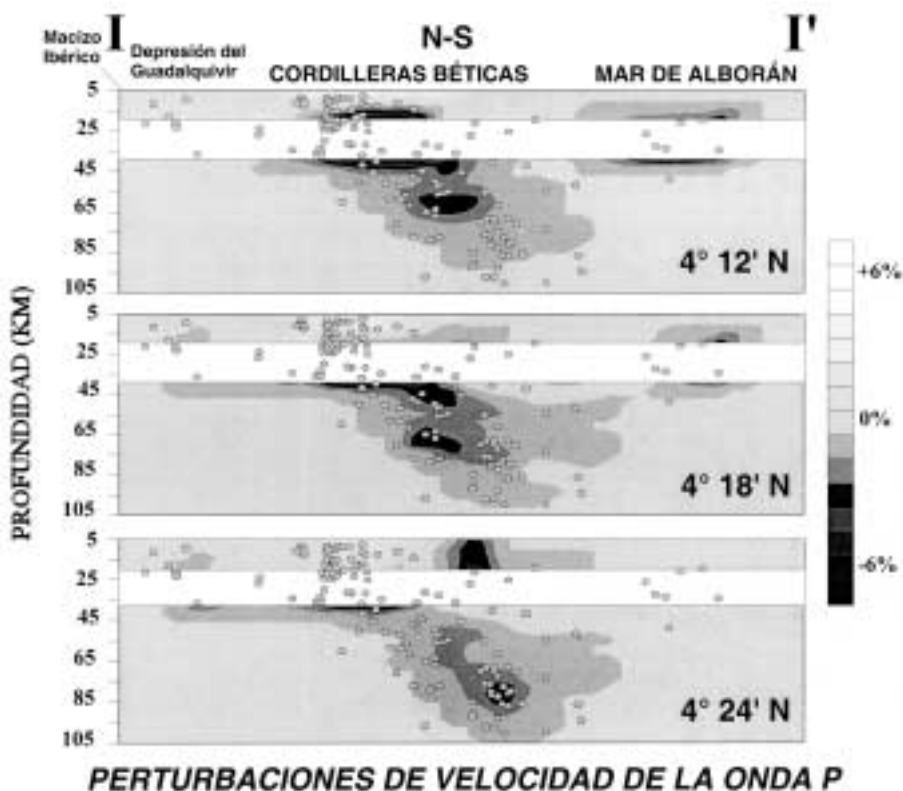 I N-S I'
Macizo
Ibérico
Depresión del
Guadalquivir
CORDILLERAS BÉTICAS
MAR DE ALBORÁN
5
25
45
65
85
105
4° 12' N
5
25
45
65
85
105
4° 18' N
5
25
45
65
85
105
4° 24' N
PROFUNDIDAD (KM)
+6%
0%
-6%
PERTURBACIONES DE VELOCIDAD DE LA ONDA P